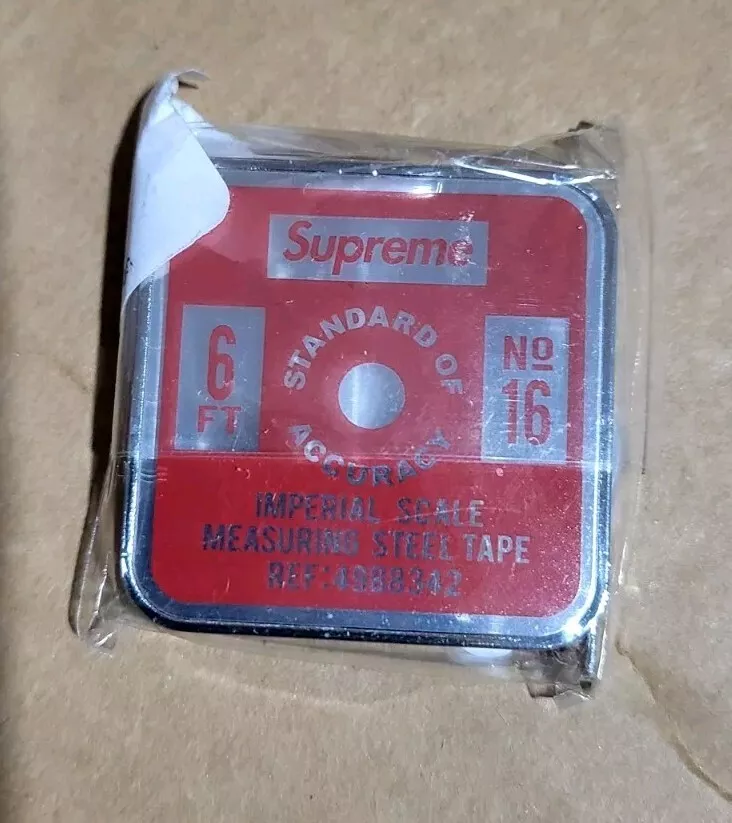 Supreme
6
FT
STANDARD OF
ACCURACY
Nº
16
IMPERIAL SCALE
MEASURING STEEL TAPE
REF:4988342